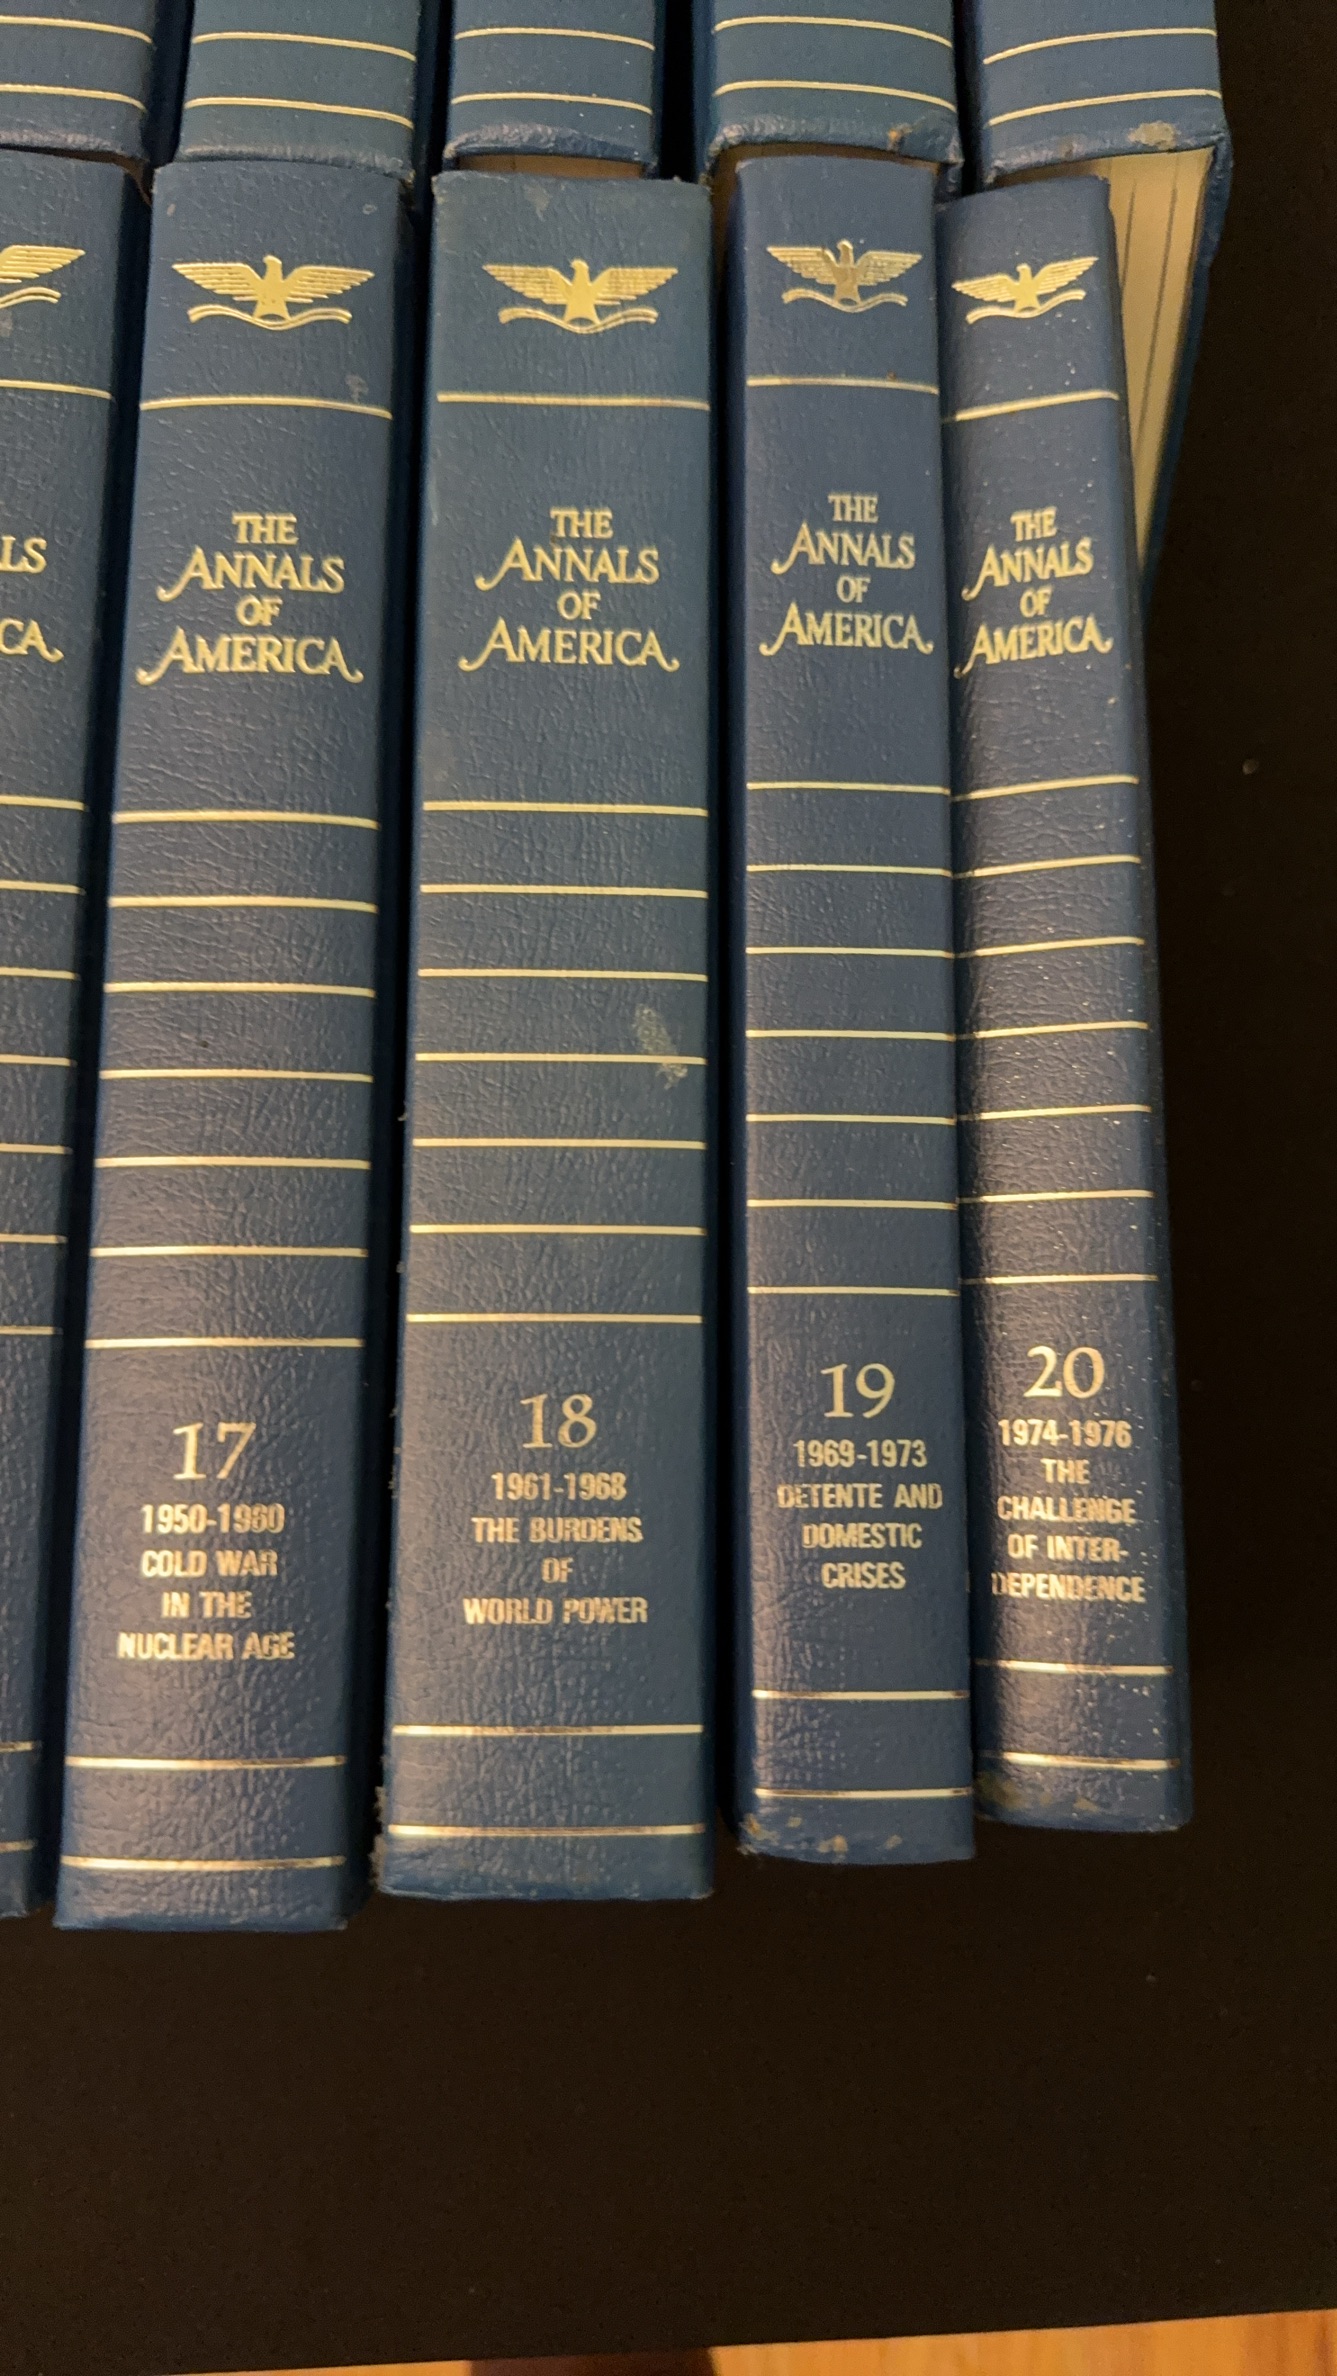 LS
CA
THE
ANNALS
OF
AMERICA
17
1950-1960
COLD WAR
IN THE
NUCLEAR AGE
THE
ANNALS
OF
AMERICA
18
1961-1968
THE BURDENS
OF
WORLD POWER
THE
ANNALS
OF
AMERICA
19
1969-1973
DETENTE AND
DOMESTIC
CRISES
THE
ANNALS
OF
AMERICA
20
1974-1976
THE
CHALLENGE
OF INTER-
DEPENDENCE